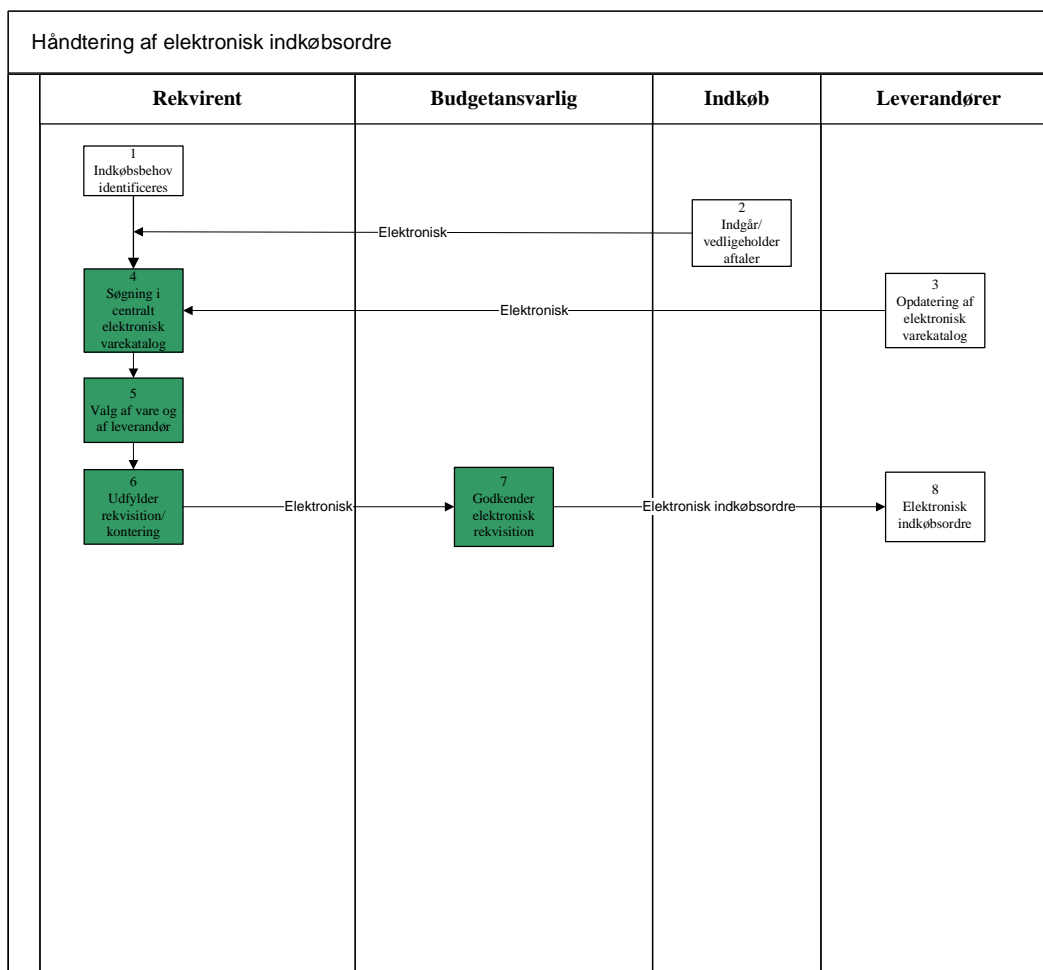 Håndtering af elektronisk indkøbsordre
Rekvirent
Budgetansvarlig
Indkøb
Leverandører
1
Indkøbsbehov
identificeres
2
Indgår/
vedligeholder
aftaler
Elektronisk
3
Opdatering af
elektronisk
varekatalog
Elektronisk
4
Søgning i
centralt
elektronisk
varekatalog
5
Valg af vare og
af leverandør
6
Udfylder
rekvisition/
kontering
Elektronisk
7
Godkender
elektronisk
rekvisition
Elektronisk indkøbsordre
8
Elektronisk
indkøbsordre